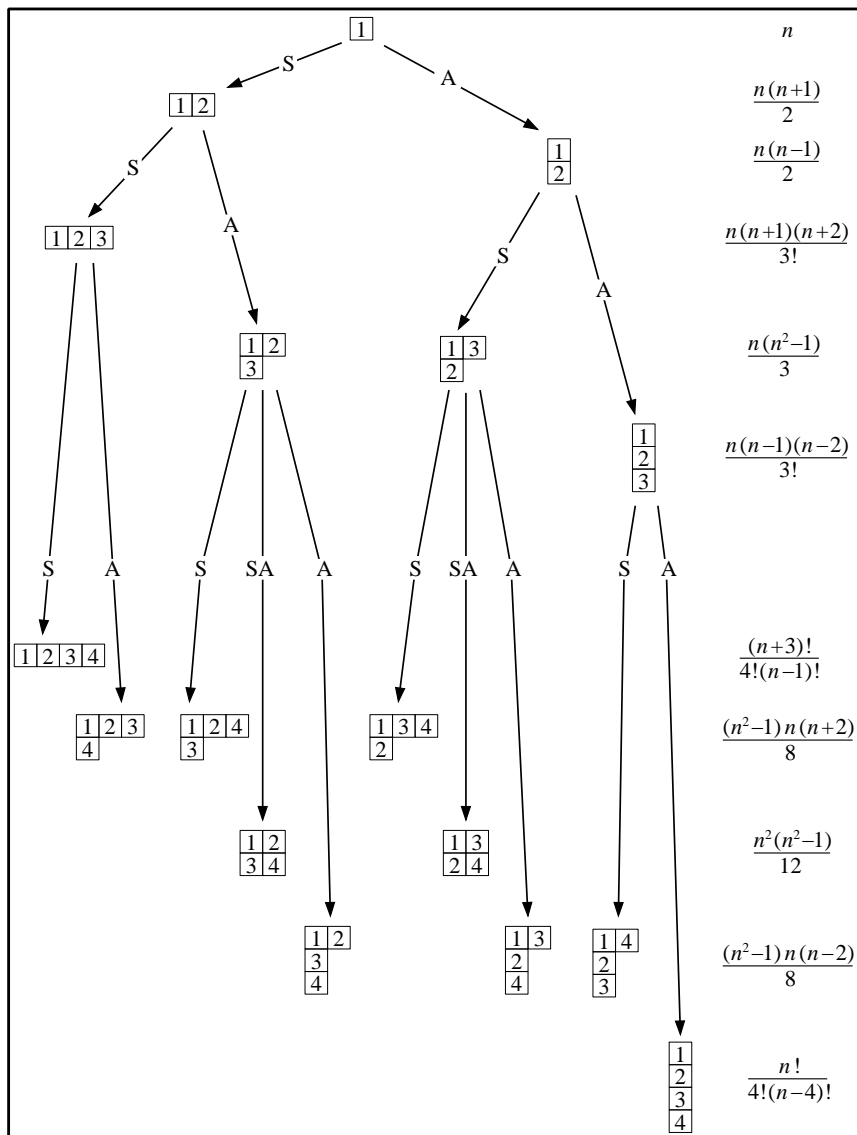 1 n
S
A
1 2 n(n+1)/2
1 n(n−1)/2
2
S
A
1 2 3 n(n+1)(n+2)/3!
S
A
1 2 1 3 n(n²−1)/3
3 2
1 n(n−1)(n−2)/3!
2
3
S A S SA A S SA A S A
1 2 3 4 (n+3)!/4!(n−1)!
1 2 3 1 2 4 1 3 4 (n²−1)n(n+2)/8
4 3 2
1 2 1 3 n²(n²−1)/12
3 4 2 4
1 2 1 3 1 4 (n²−1)n(n−2)/8
3 2 2
4 4 3
1 n!/4!(n−4)!
2
3
4